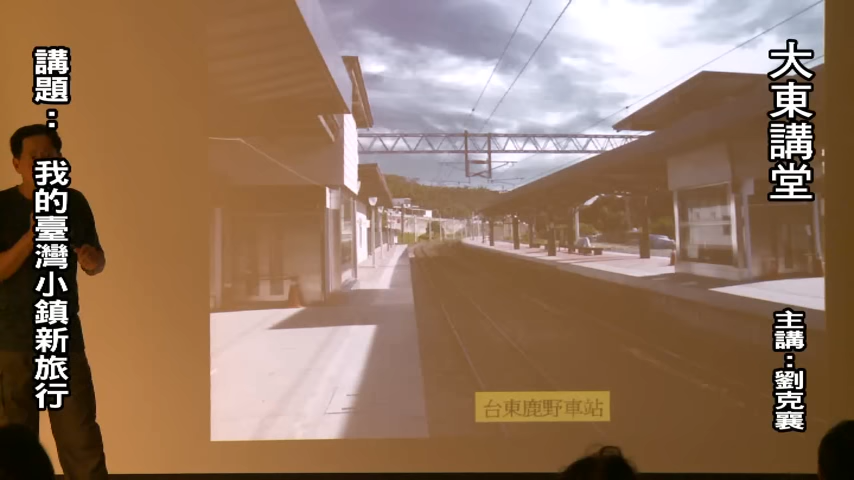 大東講堂
主講：劉克襄
講題：我的臺灣小鎮新旅行
台東鹿野車站